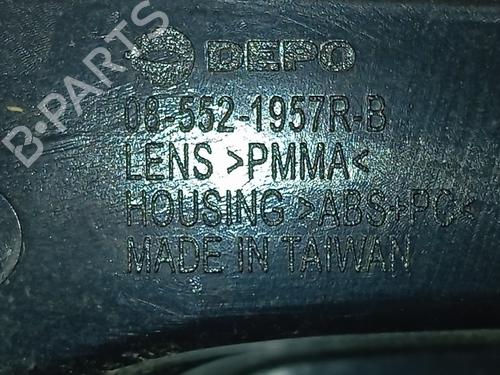 B-PARTS
DEPO
08-552-1957R-B
LENS >PMMA<
HOUSING >ABS+PC<
MADE IN TAIWAN